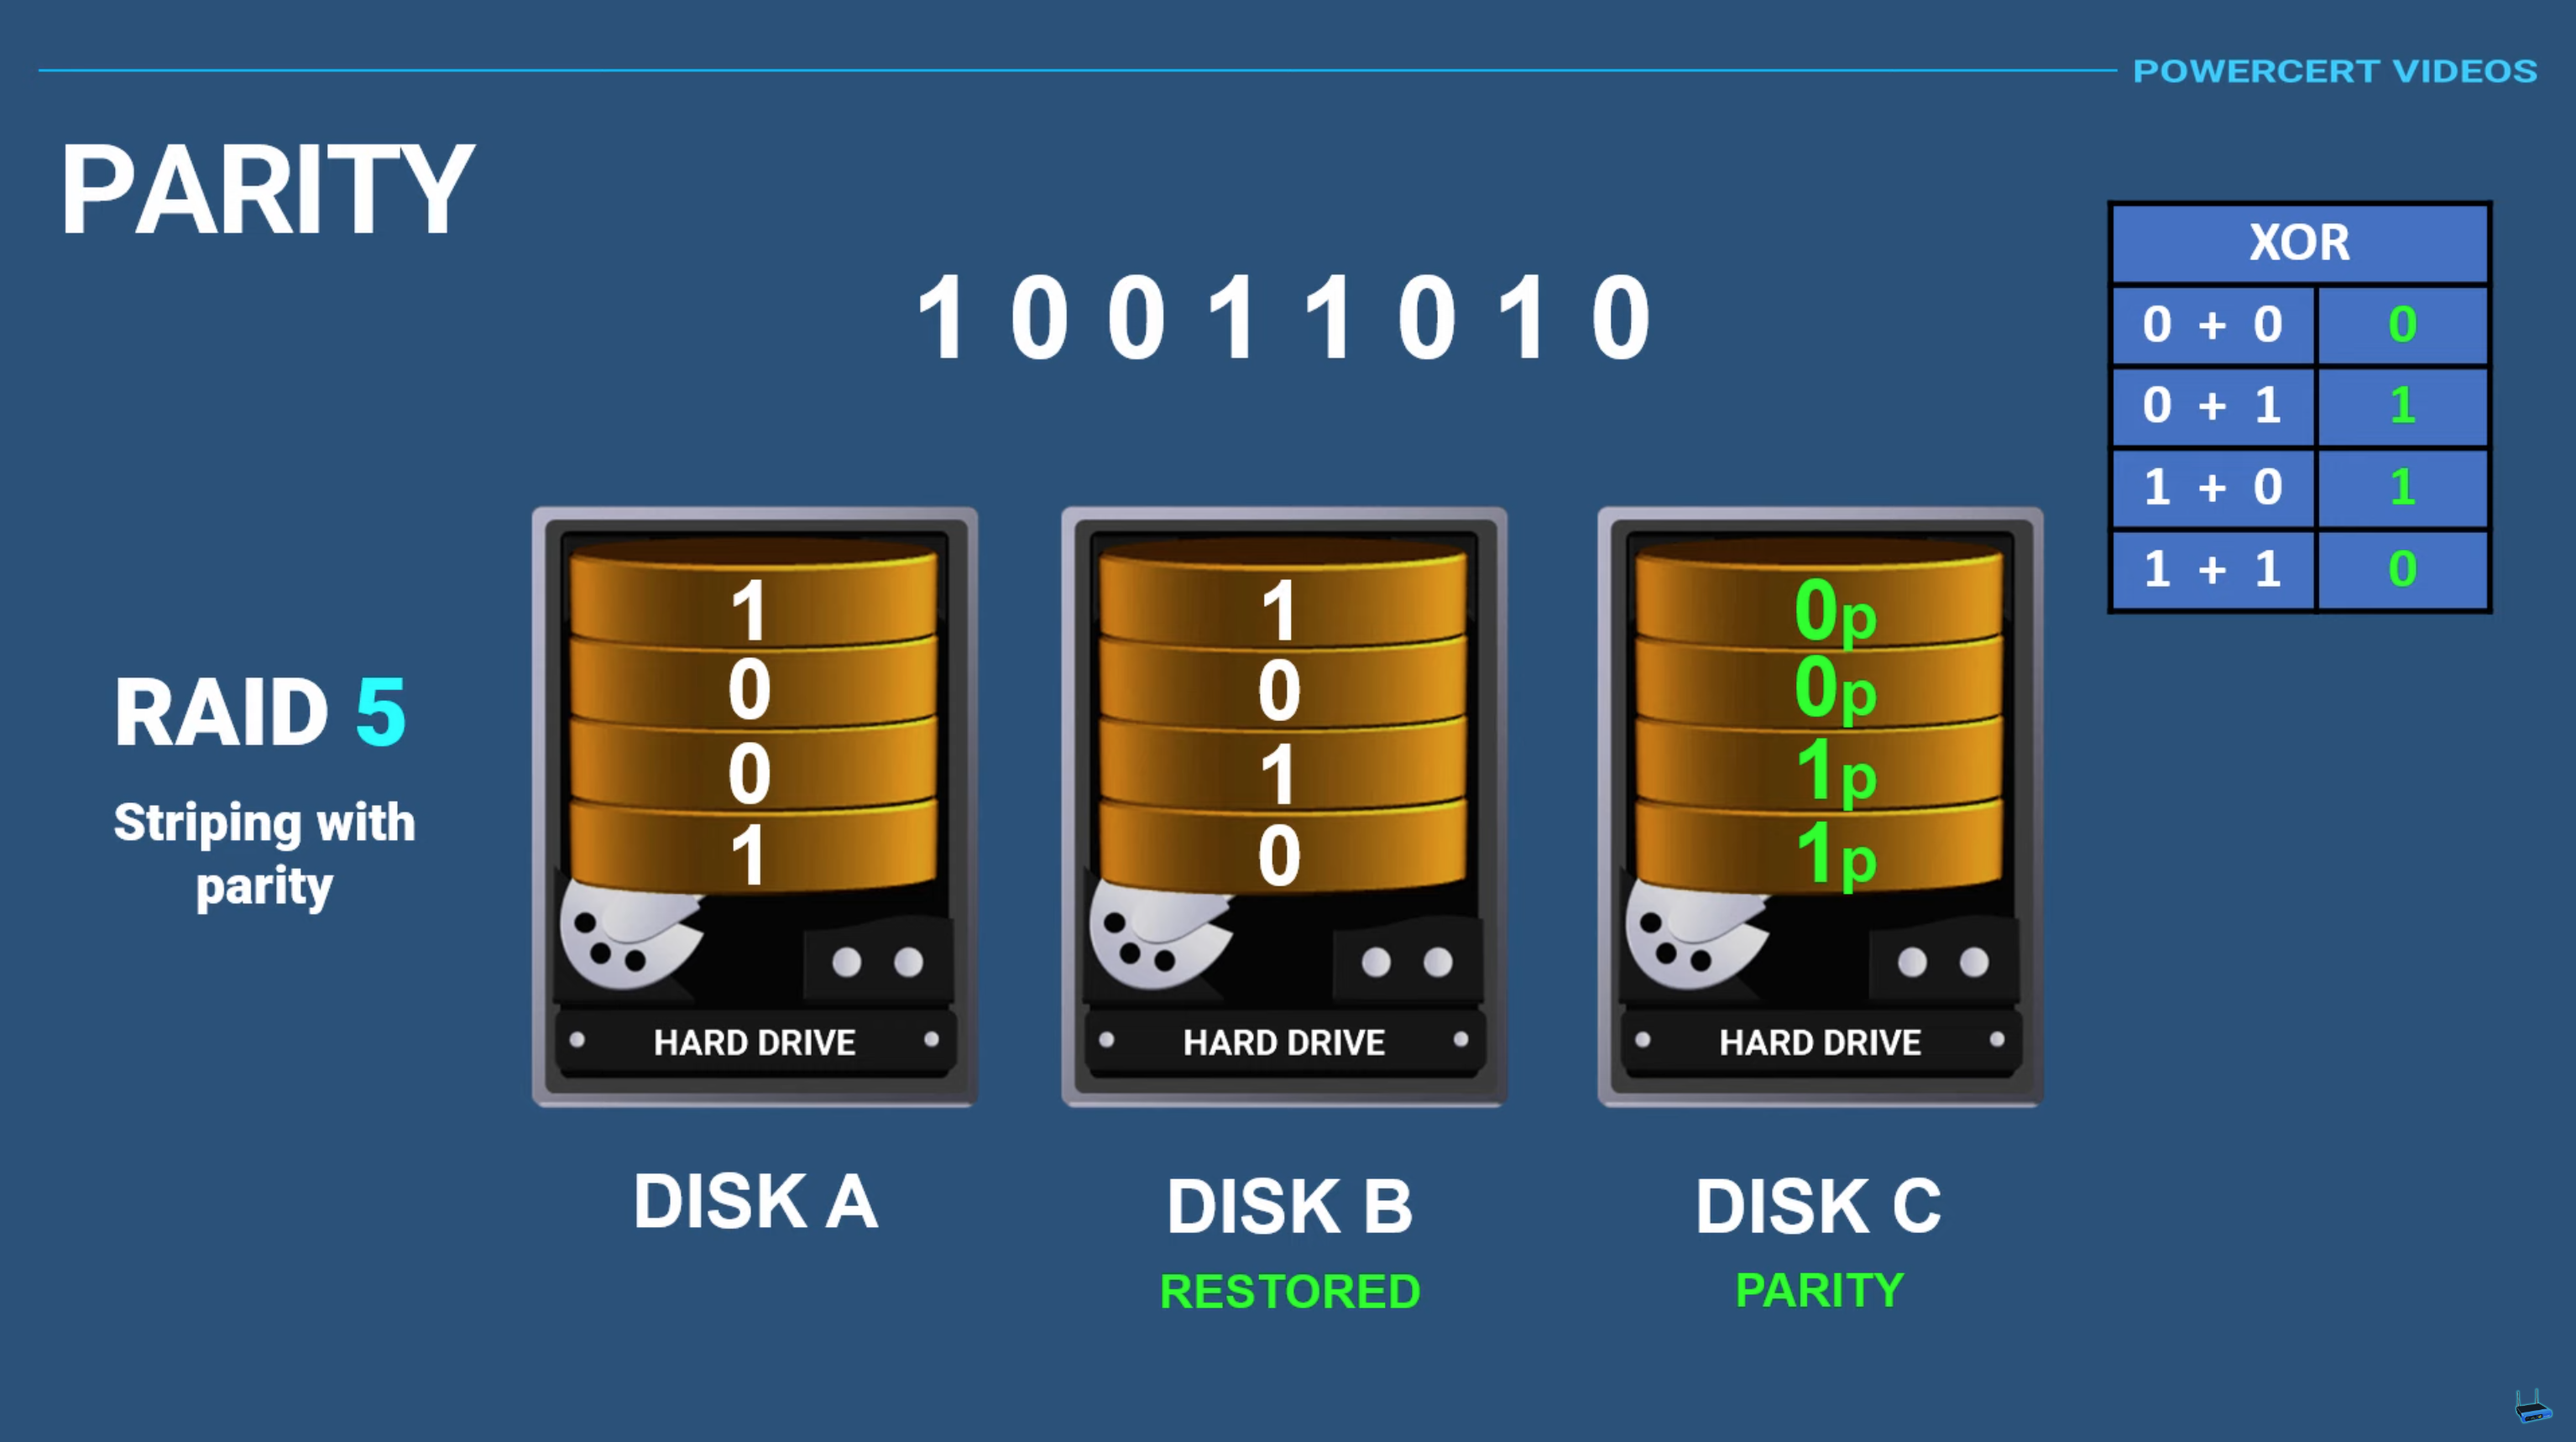 POWERCERT VIDEOS
PARITY
1 0 0 1 1 0 1 0
XOR
0 + 0 0
0 + 1 1
1 + 0 1
1 + 1 0
RAID 5
Striping with
parity
1 1 0p
0 0 0p
0 1 1p
1 0 1p
HARD DRIVE HARD DRIVE HARD DRIVE
DISK A DISK B DISK C
RESTORED PARITY